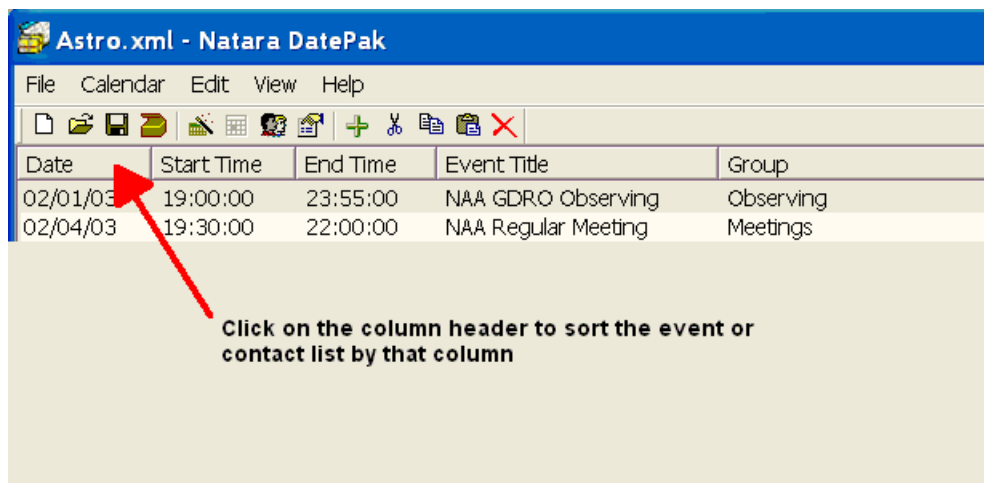 Astro.xml - Natara DatePak
File Calendar Edit View Help
Date Start Time End Time Event Title Group
02/01/03 19:00:00 23:55:00 NAA GDRO Observing Observing
02/04/03 19:30:00 22:00:00 NAA Regular Meeting Meetings
Click on the column header to sort the event or
contact list by that column